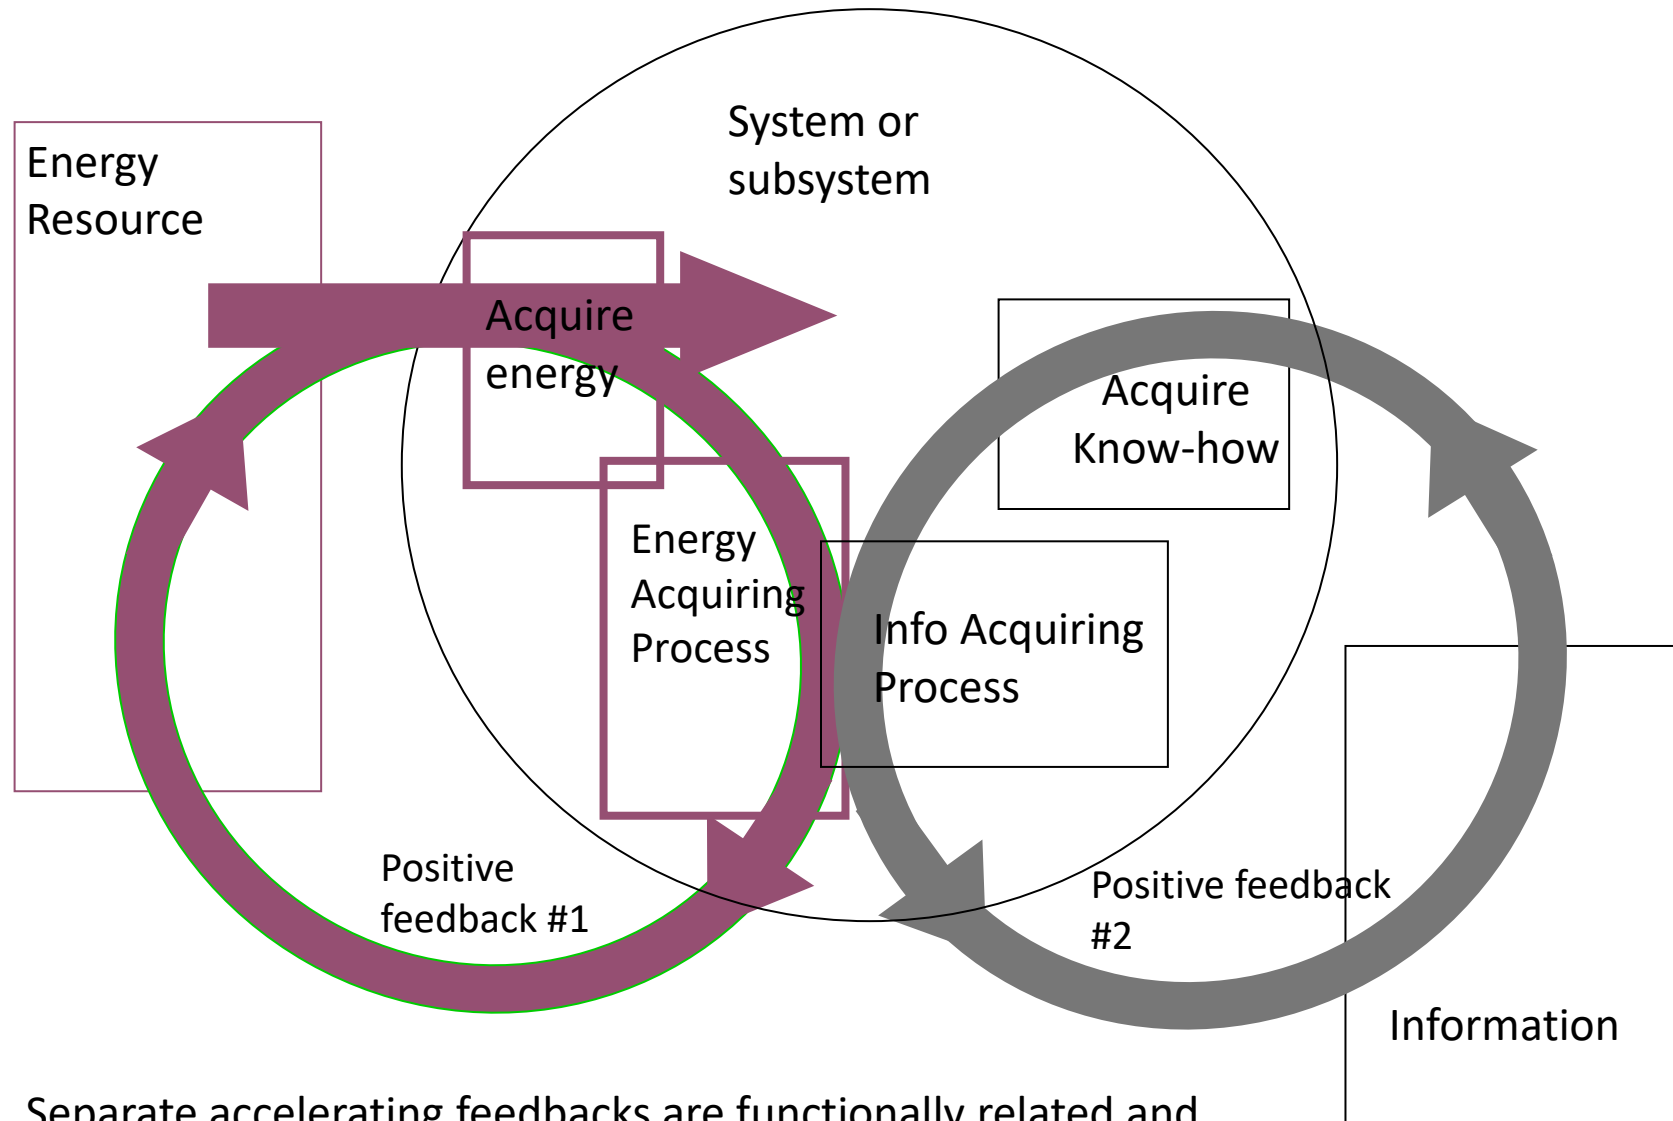 System or
subsystem
Energy
Resource
Acquire
energy
Acquire
Know-how
Energy
Acquiring
Process
Info Acquiring
Process
Positive
feedback #1
Positive feedback
#2
Information
Separate accelerating feedbacks are functionally related and